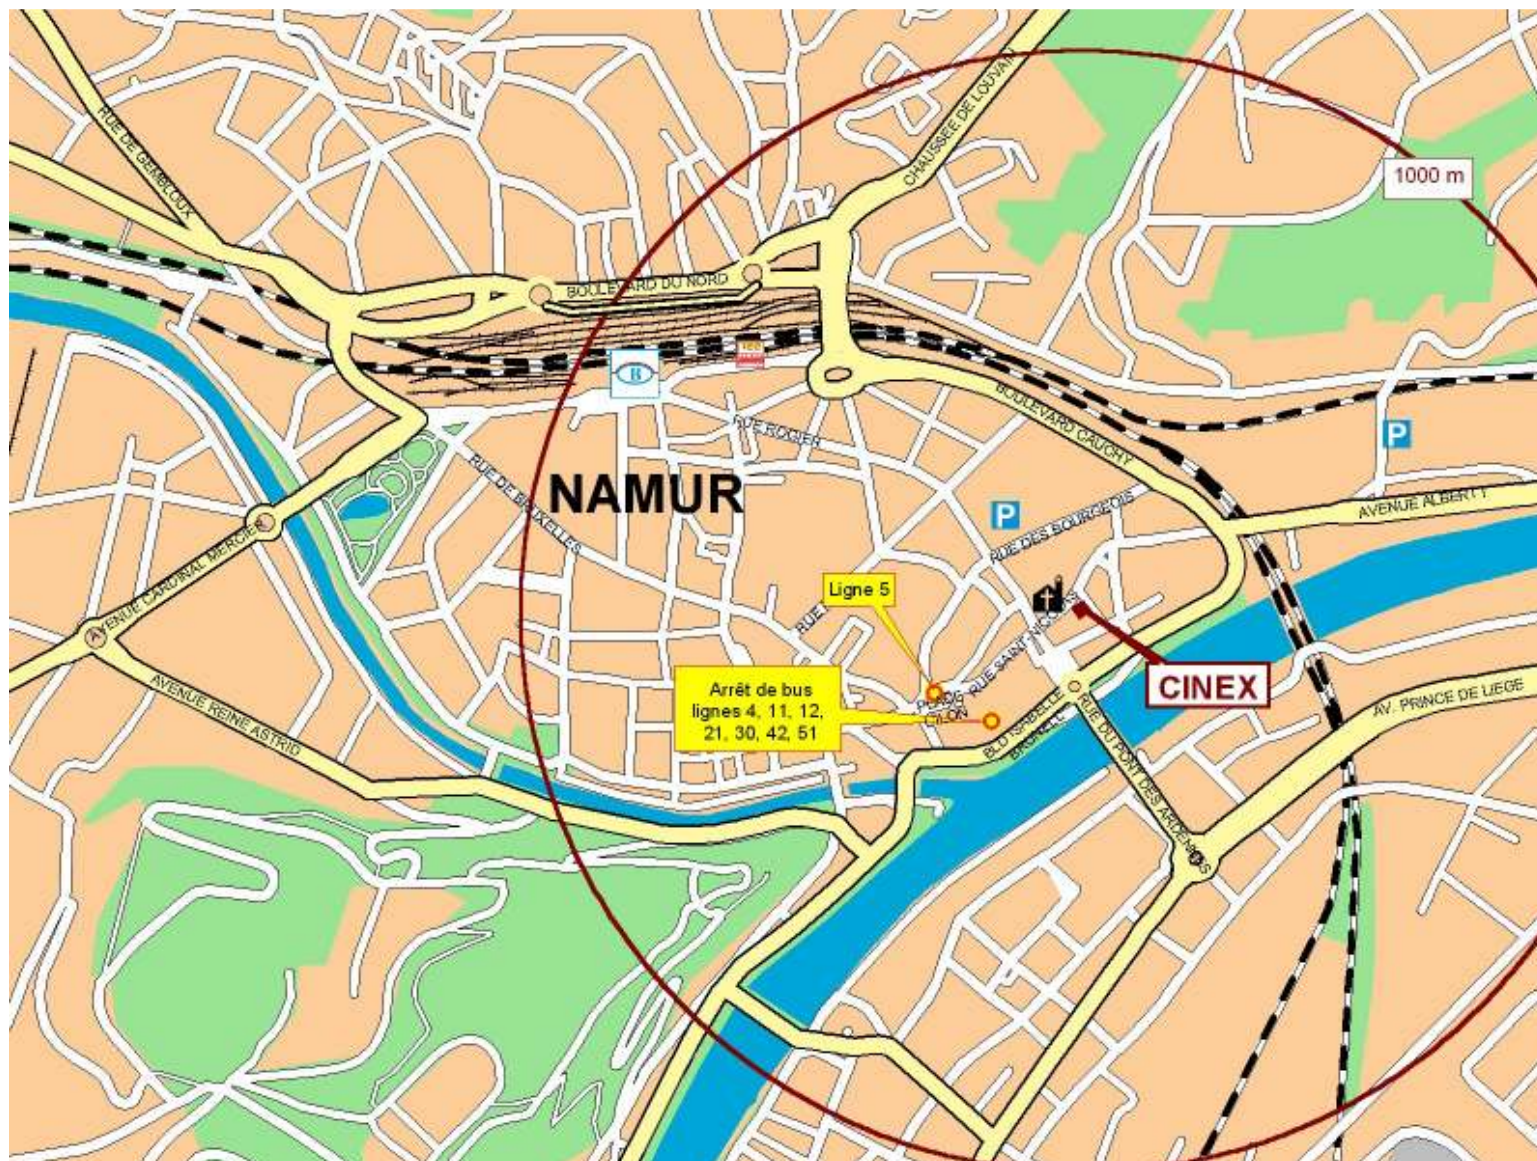 RUE DE GEMBLOUX
CHAUSSEE DE LOUVAIN
1000 m
BOULEVARD DU NORD
B
BOULEVARD CAUCHY
RUE ROGIER
P
RUE DE BRUXELLES
NAMUR
AVENUE ALBERT 1
P
RUE DES BOURGEOIS
AVENUE CARDINAL MERCIER
Ligne 5
RUE
RUE SAINT-NICOLAS
CINEX
AVENUE REINE ASTRID
Arrêt de bus
lignes 4, 11, 12,
21, 30, 42, 51
BLD ISABELLE
BRUNELL
AV. PRINCE DE LIEGE
RUE DU PONT DES ARDENNES